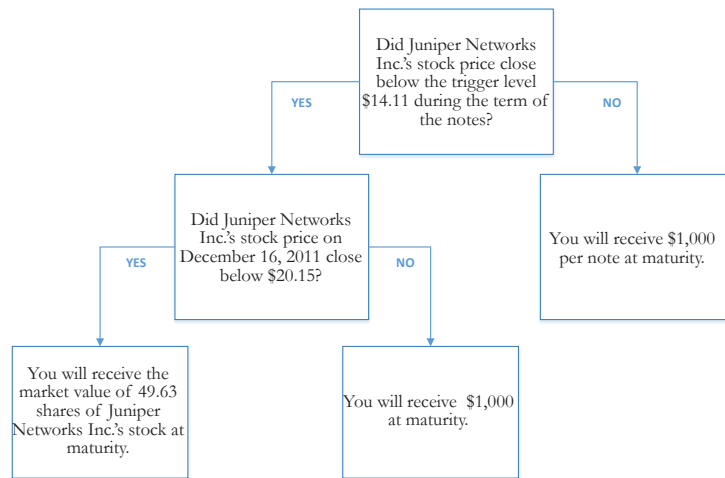 Did Juniper Networks
Inc.'s stock price close
below the trigger level
$14.11 during the term of
the notes?
YES
NO
Did Juniper Networks
Inc.'s stock price on
December 16, 2011 close
below $20.15?
You will receive $1,000
per note at maturity.
YES
NO
You will receive the
market value of 49.63
shares of Juniper
Networks Inc.'s stock at
maturity.
You will receive $1,000
at maturity.